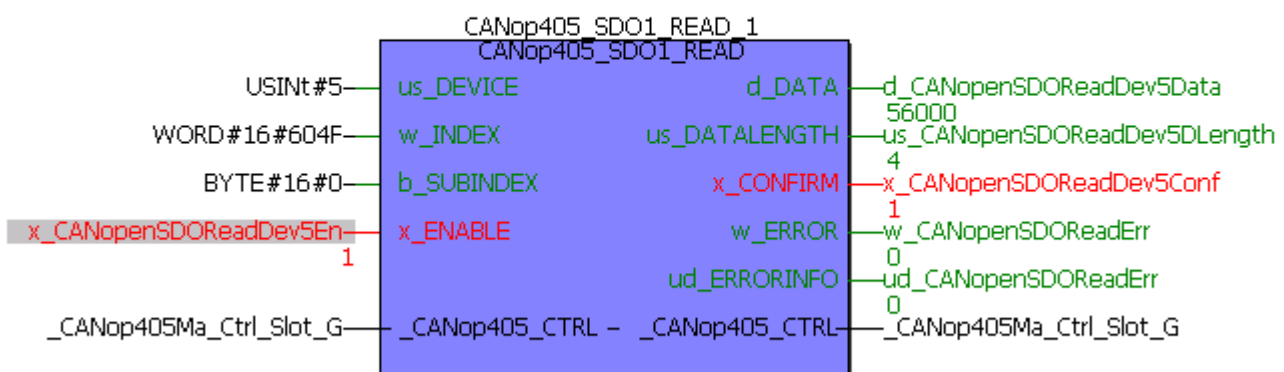 CANop405_SDO1_READ_1
CANop405_SDO1_READ
USINt#5 us_DEVICE d_DATA d_CANopenSDOReadDev5Data
56000
WORD#16#604F w_INDEX us_DATALENGTH us_CANopenSDOReadDev5DLength
4
BYTE#16#0 b_SUBINDEX x_CONFIRM x_CANopenSDOReadDev5Conf
1
x_CANopenSDOReadDev5En x_ENABLE w_ERROR w_CANopenSDOReadErr
1 0
ud_ERRORINFO ud_CANopenSDOReadErr
0
_CANop405Ma_Ctrl_Slot_G _CANop405_CTRL – _CANop405_CTRL _CANop405Ma_Ctrl_Slot_G